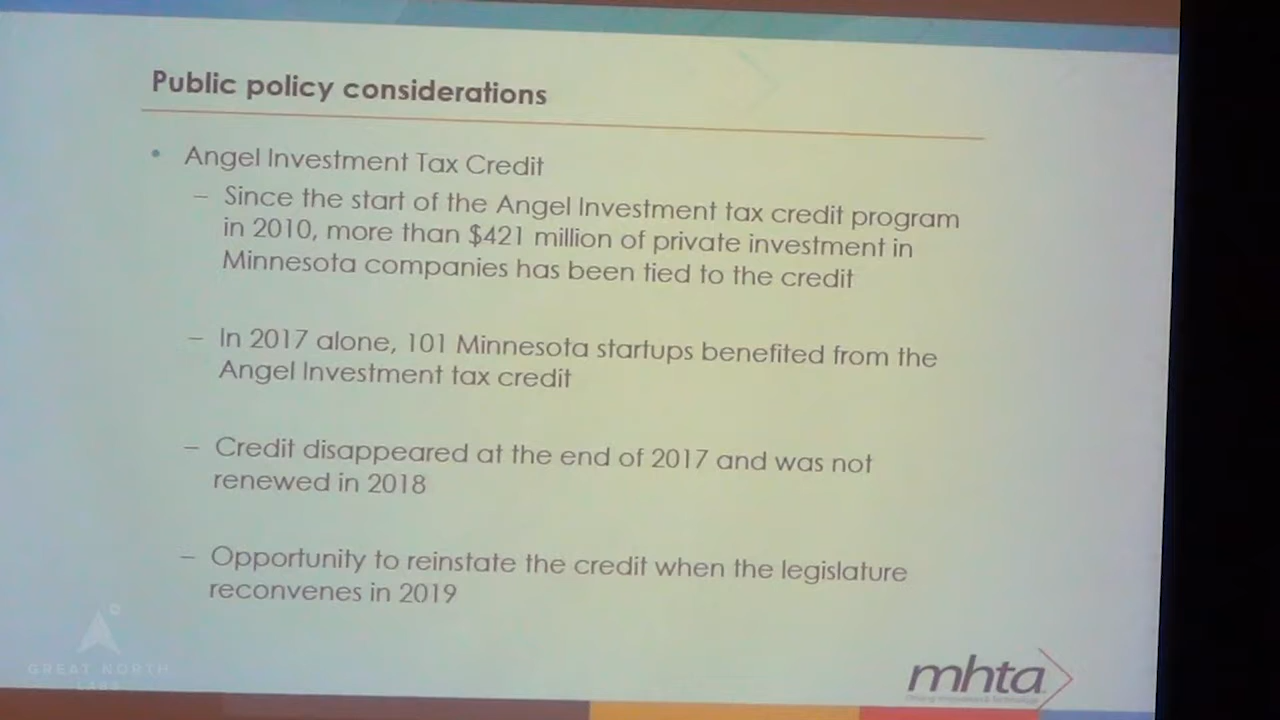 Public policy considerations
• Angel Investment Tax Credit
– Since the start of the Angel Investment tax credit program
in 2010, more than $421 million of private investment in
Minnesota companies has been tied to the credit
– In 2017 alone, 101 Minnesota startups benefited from the
Angel Investment tax credit
– Credit disappeared at the end of 2017 and was not
renewed in 2018
– Opportunity to reinstate the credit when the legislature
reconvenes in 2019
GREAT NORTH
LABS
mhta